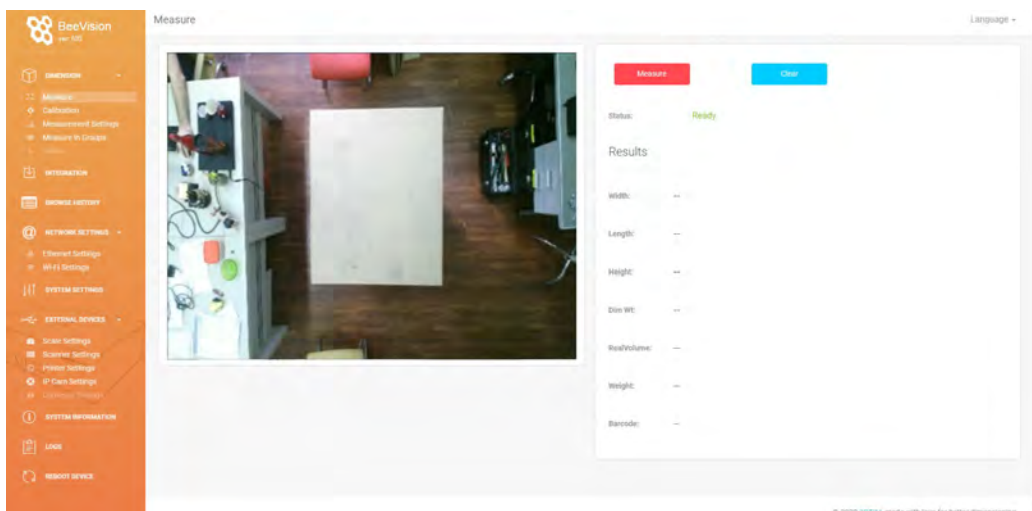 BeeVision
Measure
Language
DIMENSION
Measure
Calibration
Measurement Settings
Measure in Groups
INTEGRATION
BROWSE HISTORY
NETWORK SETTINGS
Ethernet Settings
Wi-Fi Settings
SYSTEM SETTINGS
EXTERNAL DEVICES
Scale Settings
Scanner Settings
Printer Settings
IP Cam Settings
SYSTEM INFORMATION
LOGS
REBOOT DEVICE
Measure
Clear
Status: Ready
Results
Width: --
Length: --
Height: --
Dim Wt: --
RealVolume: --
Weight: --
Barcode: --